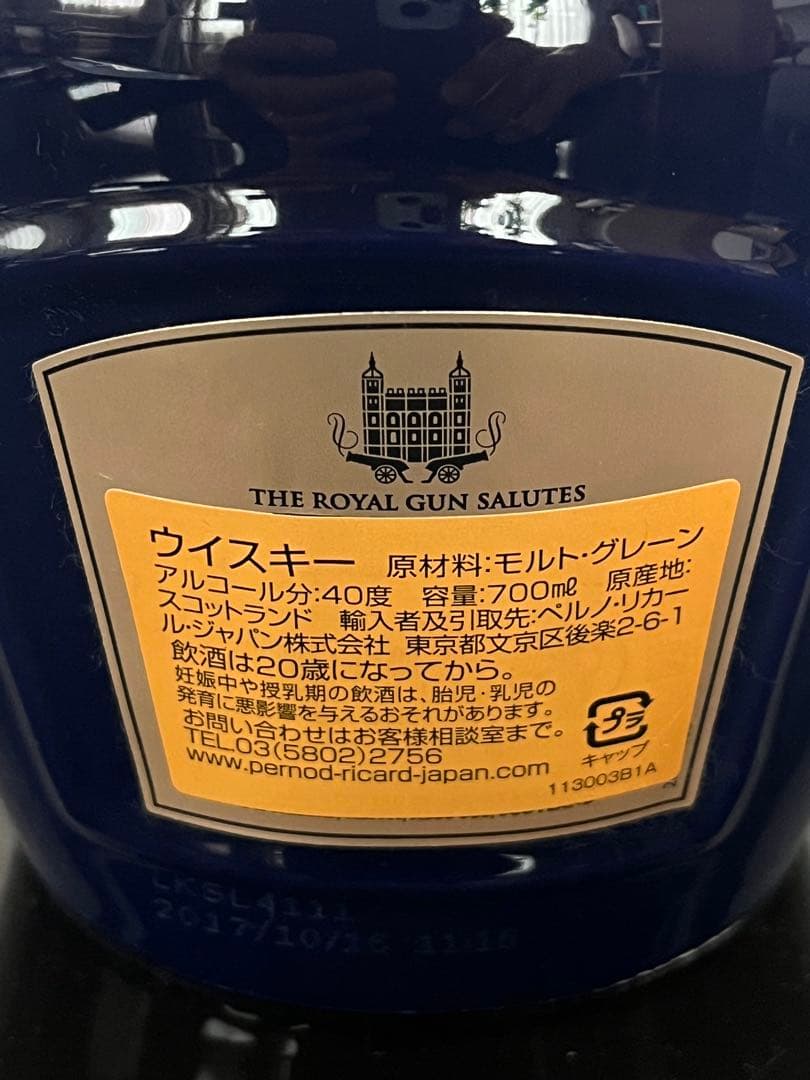 THE ROYAL GUN SALUTES
ウイスキー 原材料:モルト・グレーン
アルコール分:40度 容量:700㎖ 原産地:
スコットランド 輸入者及引取先:ペルノ・リカー
ル・ジャパン株式会社 東京都文京区後楽2-6-1
飲酒は20歳になってから。
妊娠中や授乳期の飲酒は、胎児・乳児の
発育に悪影響を与えるおそれがあります。
お問い合わせはお客様相談室まで。
TEL.03(5802)2756
www.pernod-ricard-japan.com
プラ
キャップ
113003B1A
LKSL4111
2017/10/16 11:16